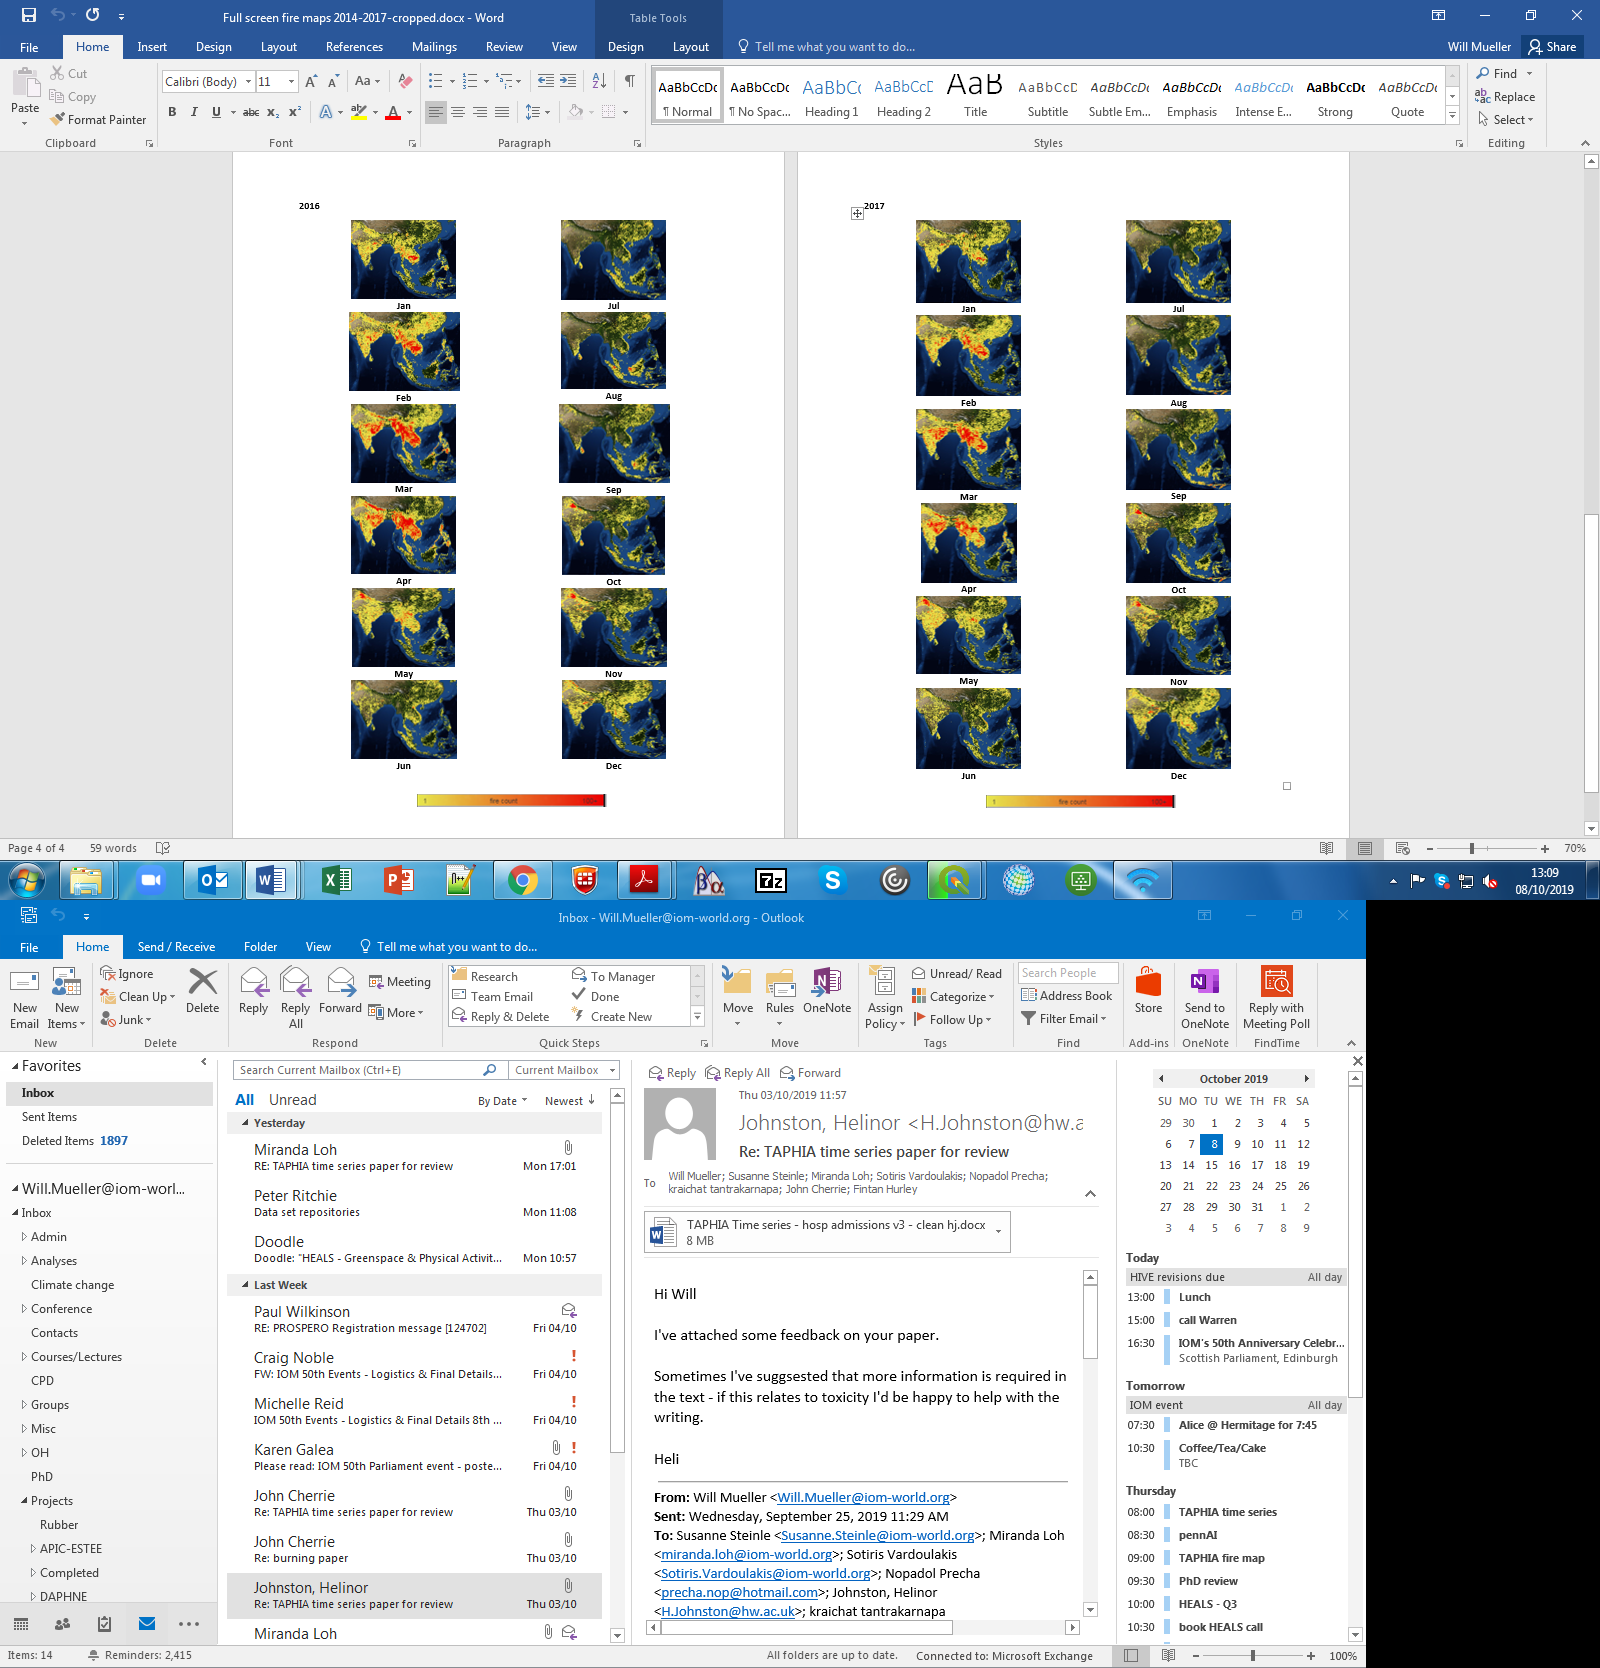 Full screen fire maps 2014-2017-cropped.docx - Word
Table Tools
File Home Insert Design Layout References Mailings Review View Design Layout Tell me what you want to do... Will Mueller Share
Paste
Cut
Copy
Format Painter
Clipboard
Calibri (Body) 11
Font
Paragraph
AaBbCcDc AaBbCcDc AaBbCc AaBbCcD AaB AaBbCcD AaBbCcDc AaBbCcDc AaBbCcDc AaBbCcDc AaBbCcDc
¶ Normal ¶ No Spac... Heading 1 Heading 2 Title Subtitle Subtle Em... Emphasis Intense E... Strong Quote
Styles
Find
Replace
Select
Editing
2016
Jan Jul
Feb Aug
Mar Sep
Apr Oct
May Nov
Jun Dec
1 fire count
2017
Jan Jul
Feb Aug
Mar Sep
Apr Oct
May Nov
Jun Dec
1 fire count
Page 4 of 4 59 words 70%
13:09
08/10/2019
Inbox - Will.Mueller@iom-world.org - Outlook
File Home Send / Receive Folder View Tell me what you want to do...
New Email
New Items
New
Ignore
Clean Up
Junk
Delete
Delete
Reply
Reply All
Forward
Meeting
More
Respond
Research
Team Email
Reply & Delete
To Manager
Done
Create New
Quick Steps
Move
Rules
OneNote
Move
Assign Policy
Unread/ Read
Categorize
Follow Up
Tags
Search People
Address Book
Filter Email
Find
Store
Add-ins
Send to OneNote
OneNote
Reply with Meeting Poll
FindTime
Favorites
Inbox
Sent Items
Deleted Items 1897
Will.Mueller@iom-worl...
Inbox
Admin
Analyses
Climate change
Conference
Contacts
Courses/Lectures
CPD
Groups
Misc
OH
PhD
Projects
Rubber
APIC-ESTEE
Completed
DAPHNE
Search Current Mailbox (Ctrl+E) Current Mailbox
All Unread By Date Newest
Yesterday
Miranda Loh
RE: TAPHIA time series paper for review Mon 17:01
Peter Ritchie
Data set repositories Mon 11:08
Doodle
Doodle: "HEALS - Greenspace & Physical Activit... Mon 10:57
Last Week
Paul Wilkinson
RE: PROSPERO Registration message [124702] Fri 04/10
Craig Noble
FW: IOM 50th Events - Logistics & Final Details... Fri 04/10
Michelle Reid
IOM 50th Events - Logistics & Final Details 8th ... Fri 04/10
Karen Galea
Please read: IOM 50th Parliament event - poste... Fri 04/10
John Cherrie
Re: TAPHIA time series paper for review Thu 03/10
John Cherrie
Re: burning paper Thu 03/10
Johnston, Helinor
Re: TAPHIA time series paper for review Thu 03/10
Miranda Loh
Reply Reply All Forward
Thu 03/10/2019 11:57
Johnston, Helinor <H.Johnston@hw.a
Re: TAPHIA time series paper for review
To Will Mueller; Susanne Steinle; Miranda Loh; Sotiris Vardoulakis; Nopadol Precha;
kraichat tantrakarnapa; John Cherrie; Fintan Hurley
TAPHIA Time series - hosp admissions v3 - clean hj.docx
8 MB
Hi Will
I've attached some feedback on your paper.
Sometimes I've suggsested that more information is required in
the text - if this relates to toxicity I'd be happy to help with the
writing.
Heli
From: Will Mueller <Will.Mueller@iom-world.org>
Sent: Wednesday, September 25, 2019 11:29 AM
To: Susanne Steinle <Susanne.Steinle@iom-world.org>; Miranda Loh
<miranda.loh@iom-world.org>; Sotiris Vardoulakis
<Sotiris.Vardoulakis@iom-world.org>; Nopadol Precha
<precha.nop@hotmail.com>; Johnston, Helinor
<H.Johnston@hw.ac.uk>; kraichat tantrakarnapa
October 2019
SU MO TU WE TH FR SA
29 30 1 2 3 4 5
6 7 8 9 10 11 12
13 14 15 16 17 18 19
20 21 22 23 24 25 26
27 28 29 30 31 1 2
3 4 5 6 7 8 9
Today
HIVE revisions due All day
13:00 Lunch
15:00 call Warren
16:30 IOM's 50th Anniversary Celebr...
Scottish Parliament, Edinburgh
Tomorrow
IOM event All day
07:30 Alice @ Hermitage for 7:45
10:30 Coffee/Tea/Cake
TBC
Thursday
08:00 TAPHIA time series
08:30 pennAI
09:00 TAPHIA fire map
09:30 PhD review
10:00 HEALS - Q3
10:30 book HEALS call
Items: 14 Reminders: 2,415 All folders are up to date. Connected to: Microsoft Exchange 100%